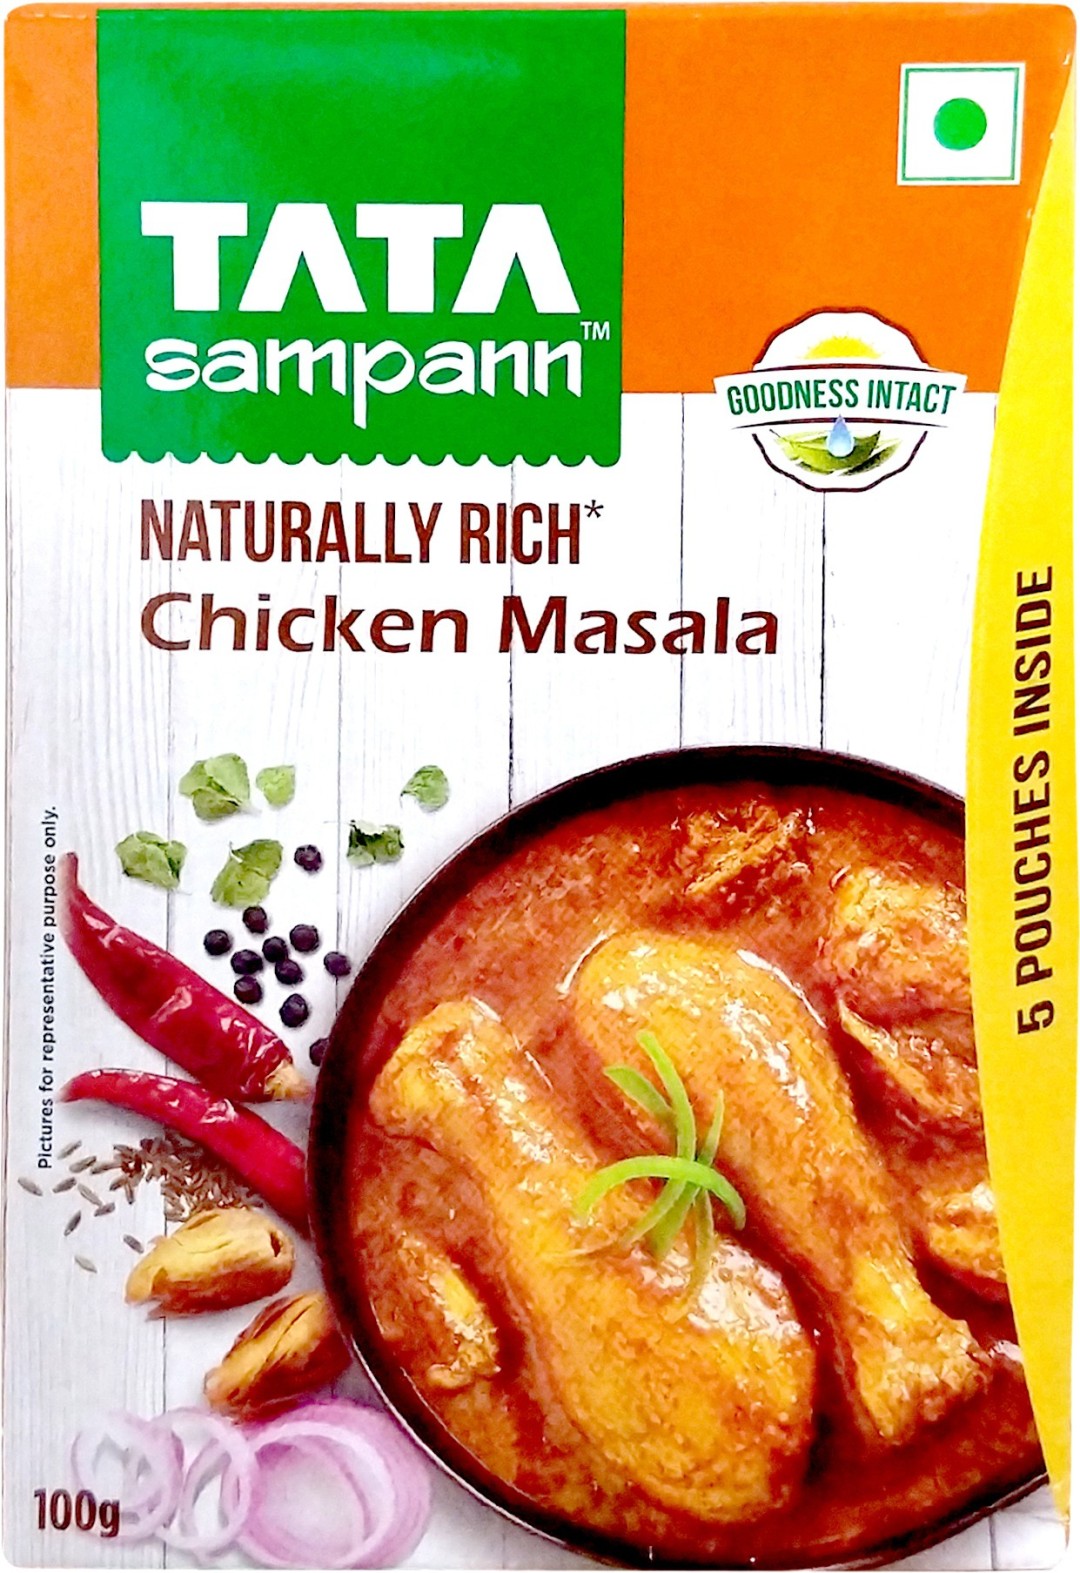 TATA
sampann™
GOODNESS INTACT
NATURALLY RICH*
Chicken Masala
5 POUCHES INSIDE
Pictures for representative purpose only.
100g